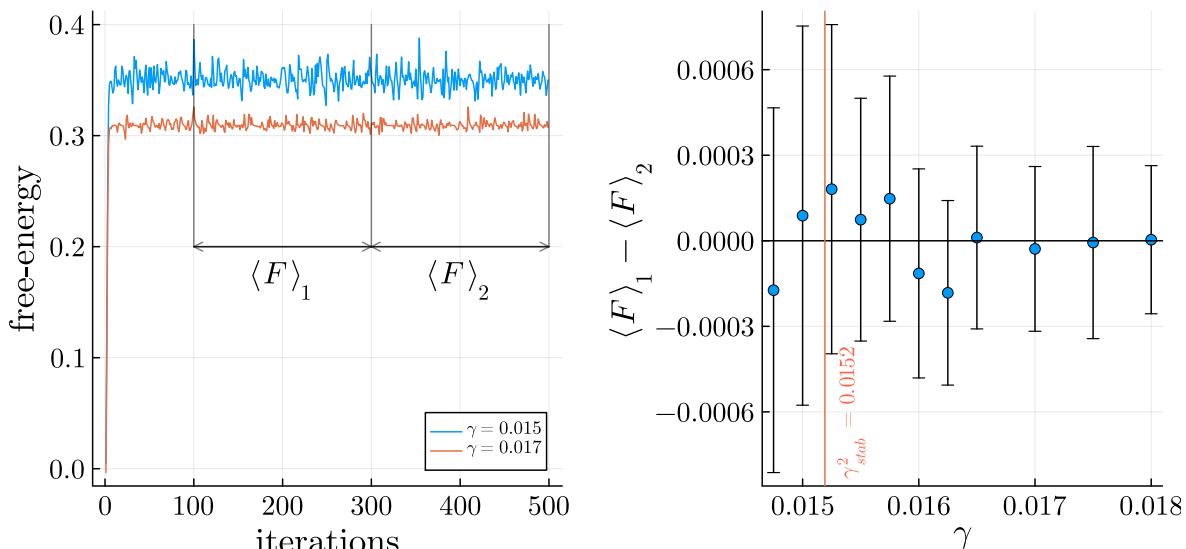 0.4
0.3
0.2
0.1
0.0
free-energy
⟨F⟩₁
⟨F⟩₂
γ = 0.015
γ = 0.017
0 100 200 300 400 500
iterations
0.0006
0.0003
0.0000
−0.0003
−0.0006
⟨F⟩₁ − ⟨F⟩₂
γ²_stab = 0.0152
0.015 0.016 0.017 0.018
γ